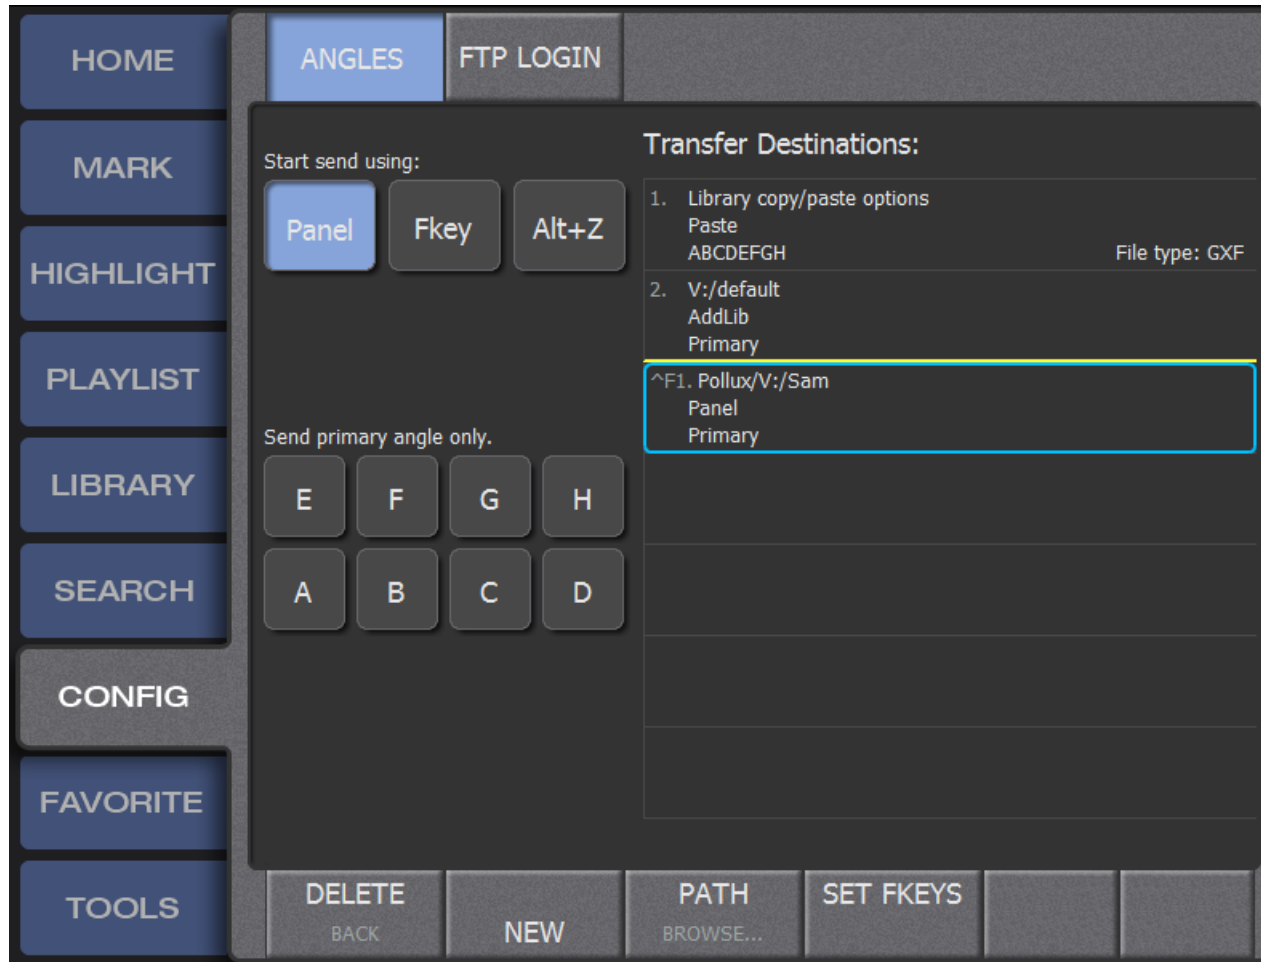 HOME
MARK
HIGHLIGHT
PLAYLIST
LIBRARY
SEARCH
CONFIG
FAVORITE
TOOLS
ANGLES
FTP LOGIN
Start send using:
Panel
Fkey
Alt+Z
Send primary angle only.
E
F
G
H
A
B
C
D
Transfer Destinations:
1. Library copy/paste options
Paste
ABCDEFGH
File type: GXF
2. V:/default
AddLib
Primary
^F1. Pollux/V:/Sam
Panel
Primary
DELETE
BACK
NEW
PATH
BROWSE...
SET FKEYS